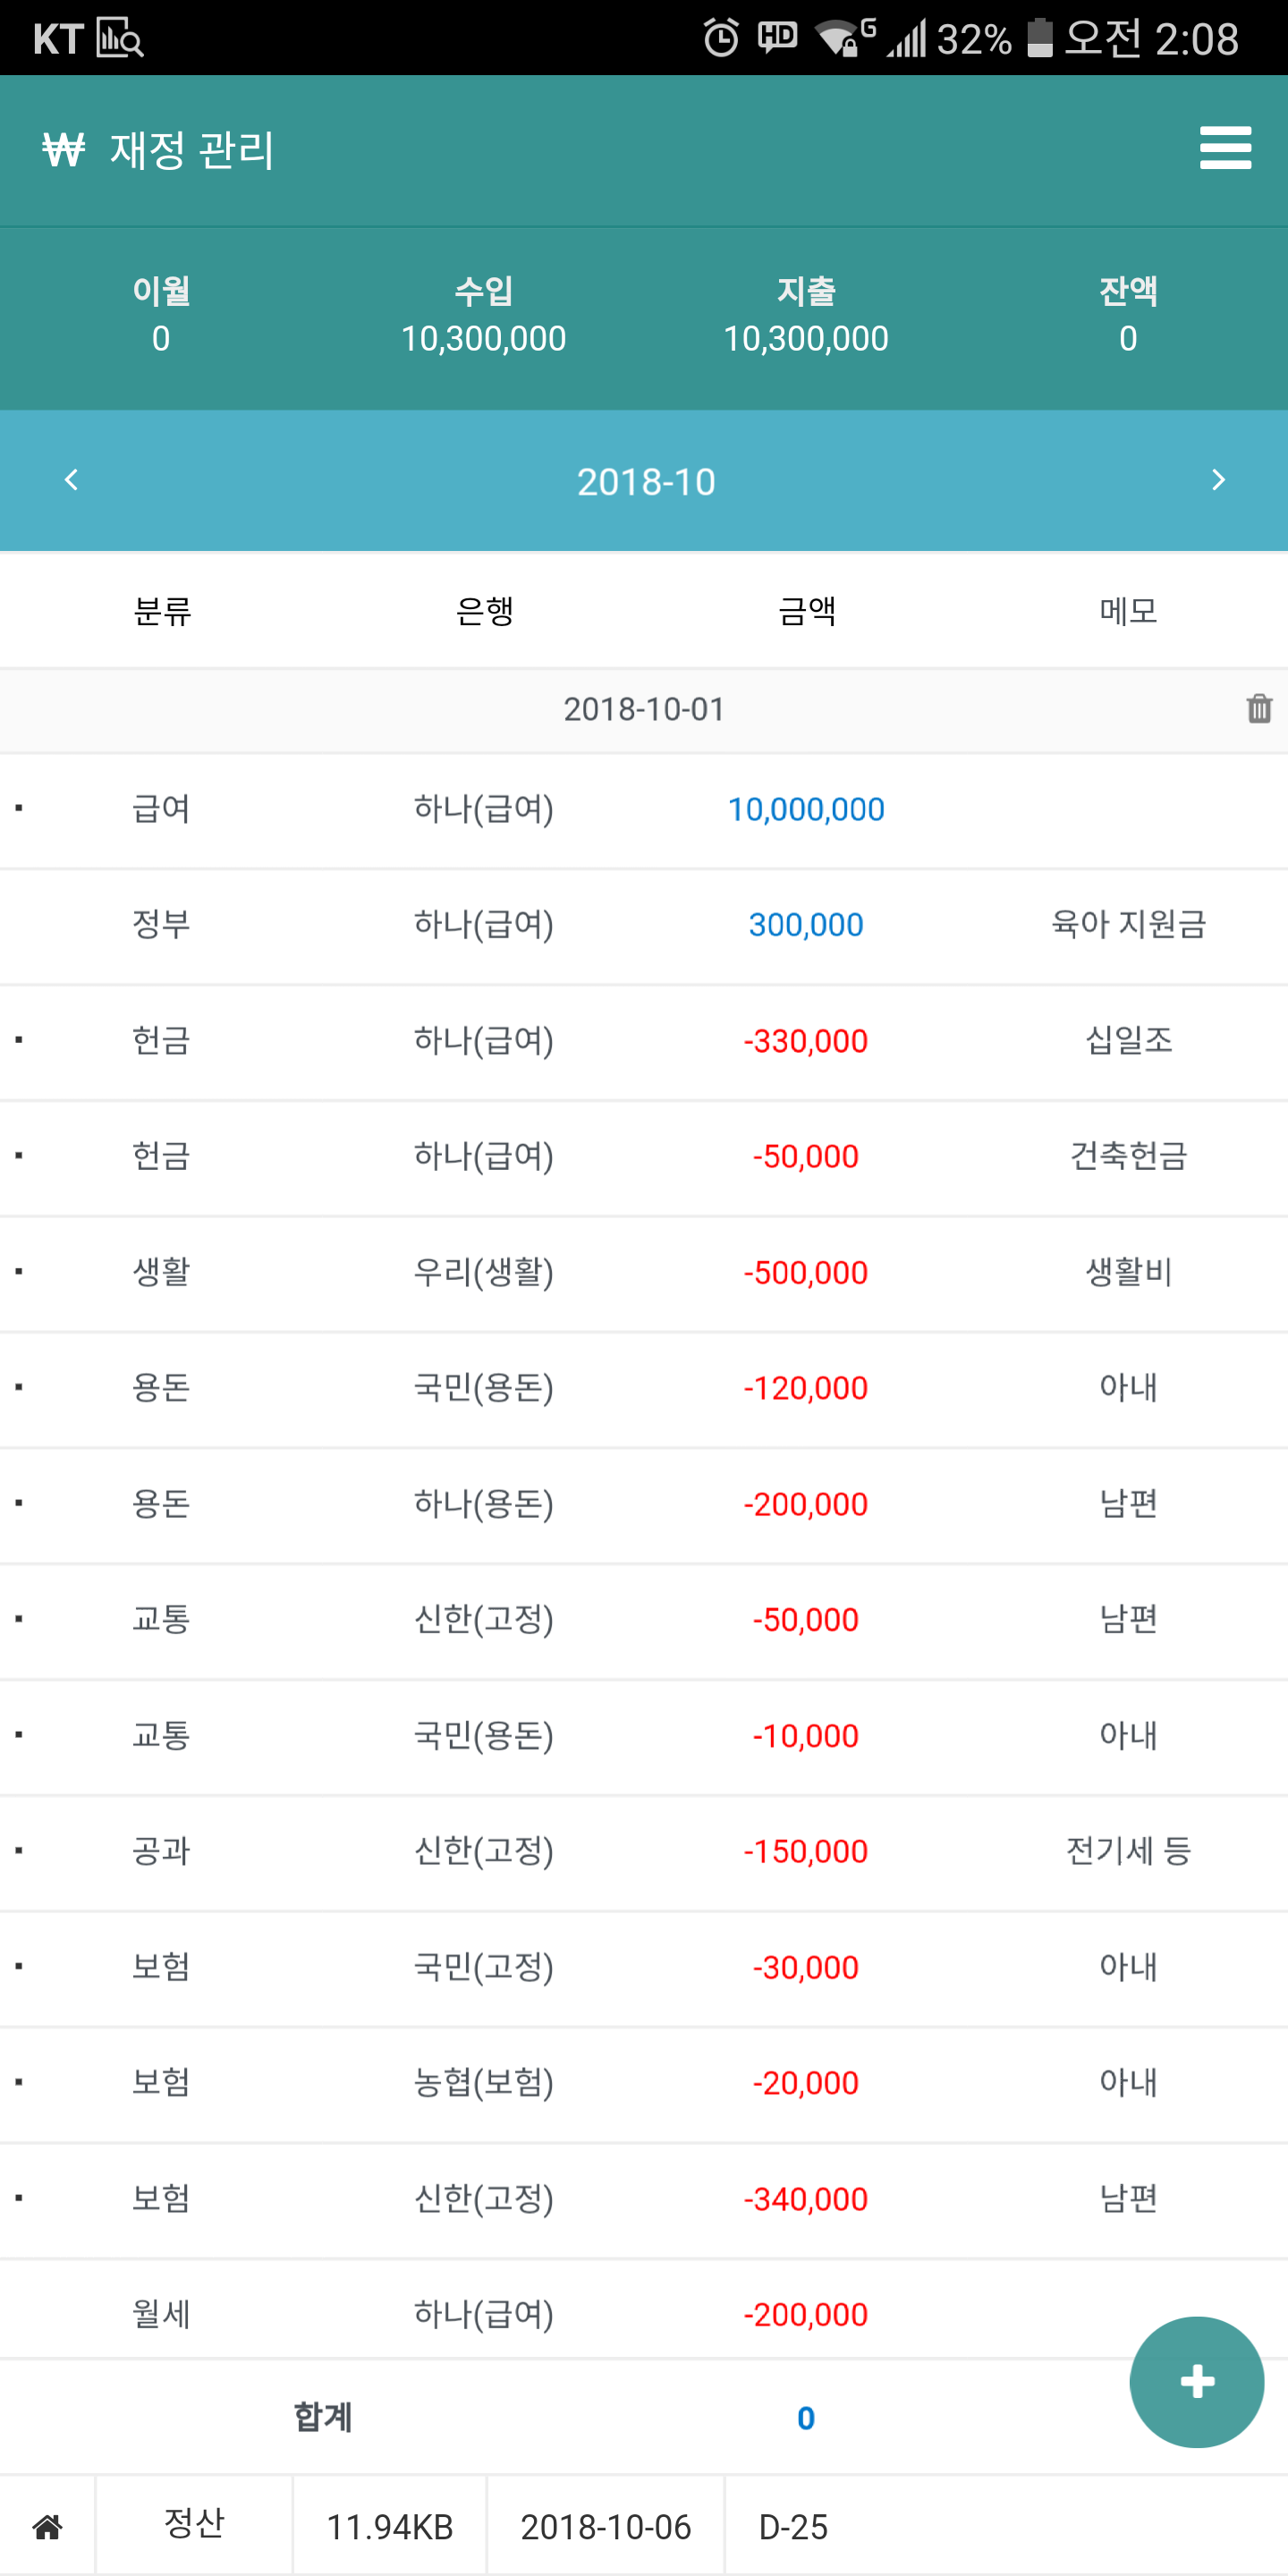 KT HD G 32% 오전 2:08
₩ 재정 관리
이월 수입 지출 잔액
0 10,300,000 10,300,000 0
2018-10
분류 은행 금액 메모
2018-10-01
급여 하나(급여) 10,000,000
정부 하나(급여) 300,000 육아 지원금
헌금 하나(급여) -330,000 십일조
헌금 하나(급여) -50,000 건축헌금
생활 우리(생활) -500,000 생활비
용돈 국민(용돈) -120,000 아내
용돈 하나(용돈) -200,000 남편
교통 신한(고정) -50,000 남편
교통 국민(용돈) -10,000 아내
공과 신한(고정) -150,000 전기세 등
보험 국민(고정) -30,000 아내
보험 농협(보험) -20,000 아내
보험 신한(고정) -340,000 남편
월세 하나(급여) -200,000
합계 0
정산 11.94KB 2018-10-06 D-25